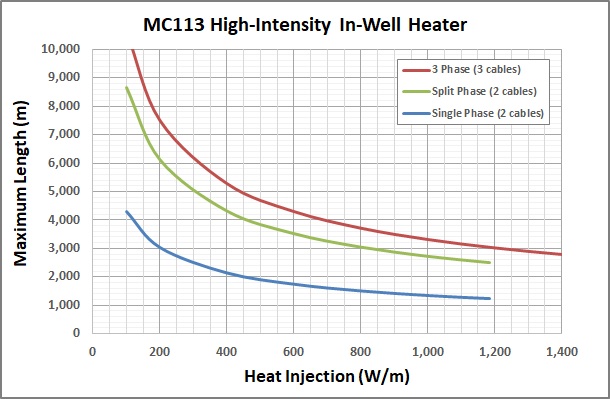 MC113 High-Intensity In-Well Heater
10,000
9,000
8,000
7,000
6,000
5,000
4,000
3,000
2,000
1,000
0
Maximum Length (m)
3 Phase (3 cables)
Split Phase (2 cables)
Single Phase (2 cables)
0 200 400 600 800 1,000 1,200 1,400
Heat Injection (W/m)